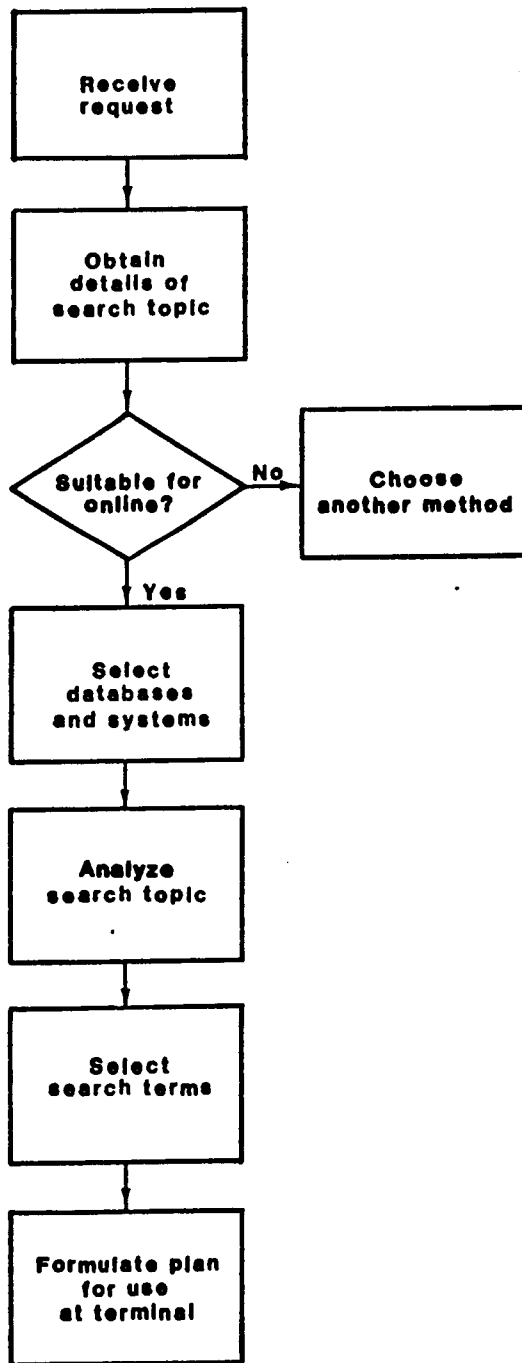 Receive
request
Obtain
details of
search topic
Suitable for
online?
No
Choose
another method
Yes
Select
databases
and systems
Analyze
search topic
Select
search terms
Formulate plan
for use
at terminal